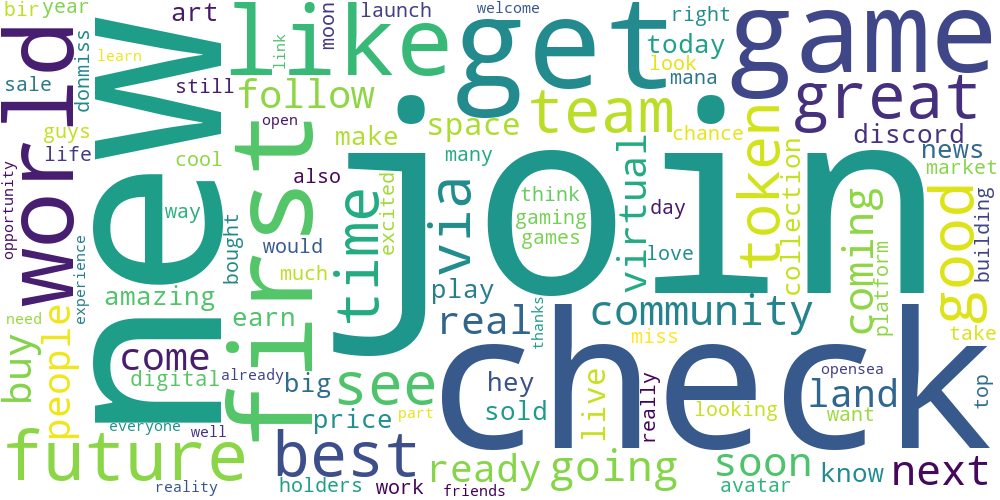 bir
year
art
launch
welcome
right
game
world
new
like
get
moon
link
learn
donmiss
sale
still
follow
today
look
mana
great
team
space
make
open
first
guys
life
cool
also
many
chance
discord
news
market
token
collection
virtual
join
time
excited
via
think
gaming
games
day
love
way
bought
would
much
opportunity
experience
amazing
earn
play
real
community
coming
platform
good
building
take
need
people
buy
come
digital
already
big
price
see
hey
sold
thanks
miss
check
opensea
land
want
top
live
really
looking
part
everyone
well
future
best
ready
going
soon
know
next
avatar
reality
holders
work
friends